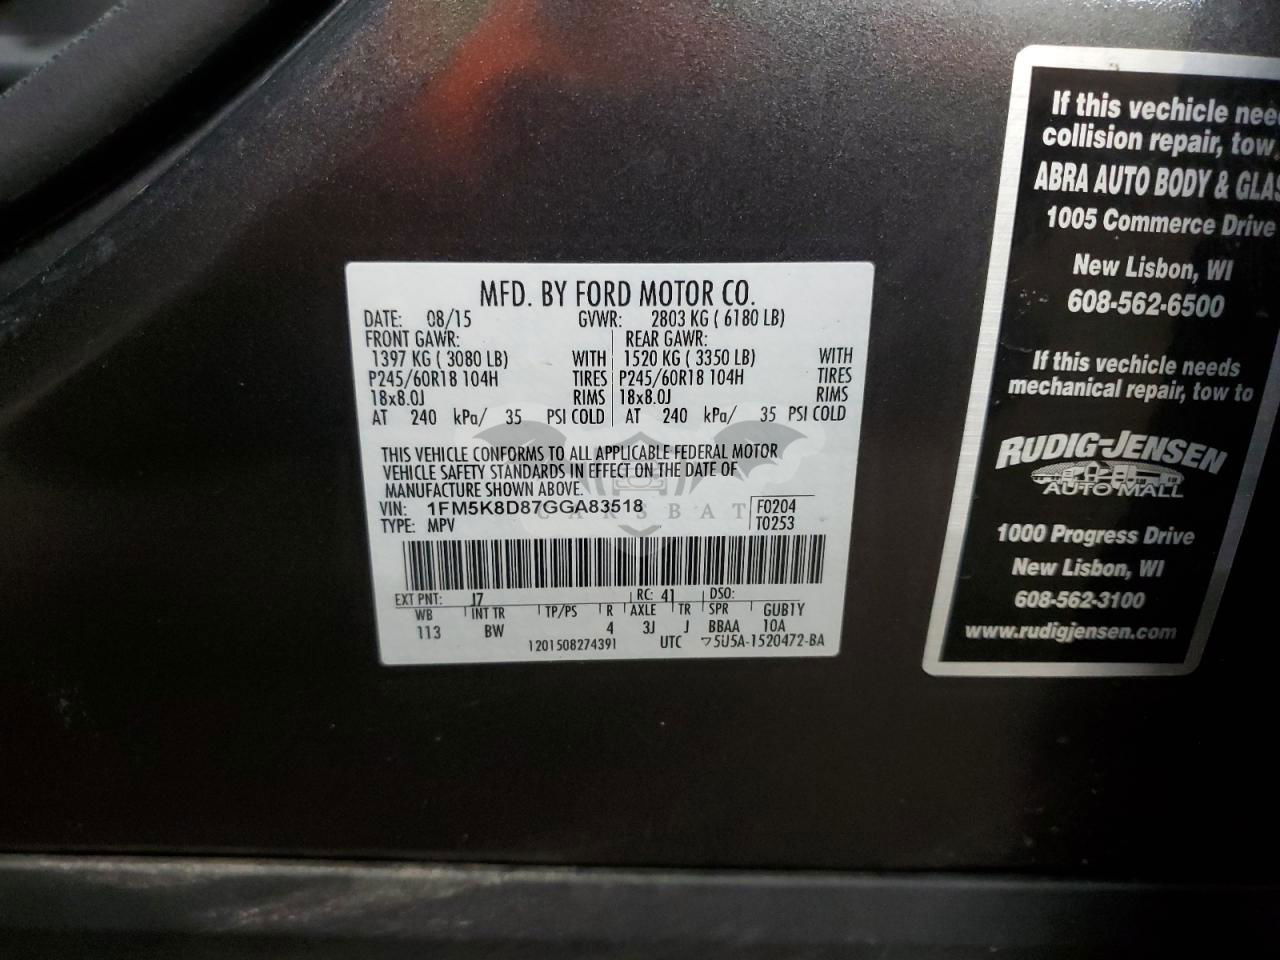 MFD. BY FORD MOTOR CO.
DATE: 08/15 GVWR: 2803 KG ( 6180 LB)
FRONT GAWR: REAR GAWR:
1397 KG ( 3080 LB) WITH 1520 KG ( 3350 LB) WITH
P245/60R18 104H TIRES P245/60R18 104H TIRES
18x8.0J RIMS 18x8.0J RIMS
AT 240 kPa/ 35 PSI COLD AT 240 kPa/ 35 PSI COLD
THIS VEHICLE CONFORMS TO ALL APPLICABLE FEDERAL MOTOR
VEHICLE SAFETY STANDARDS IN EFFECT ON THE DATE OF
MANUFACTURE SHOWN ABOVE.
VIN: 1FM5K8D87GGA83518 F0204
TYPE: MPV T0253
CARSBAT
EXT PNT: J7 RC: 41 DSO:
WB INT TR TP/PS R AXLE TR SPR GUB1Y
113 BW 4 3J J BBAA 10A
1201508274391 UTC 75U5A-1520472-BA
If this vechicle nee
collision repair, tow
ABRA AUTO BODY & GLAS
1005 Commerce Drive
New Lisbon, WI
608-562-6500
If this vechicle needs
mechanical repair, tow to
RUDIG-JENSEN
AUTO MALL
1000 Progress Drive
New Lisbon, WI
608-562-3100
www.rudigjensen.com